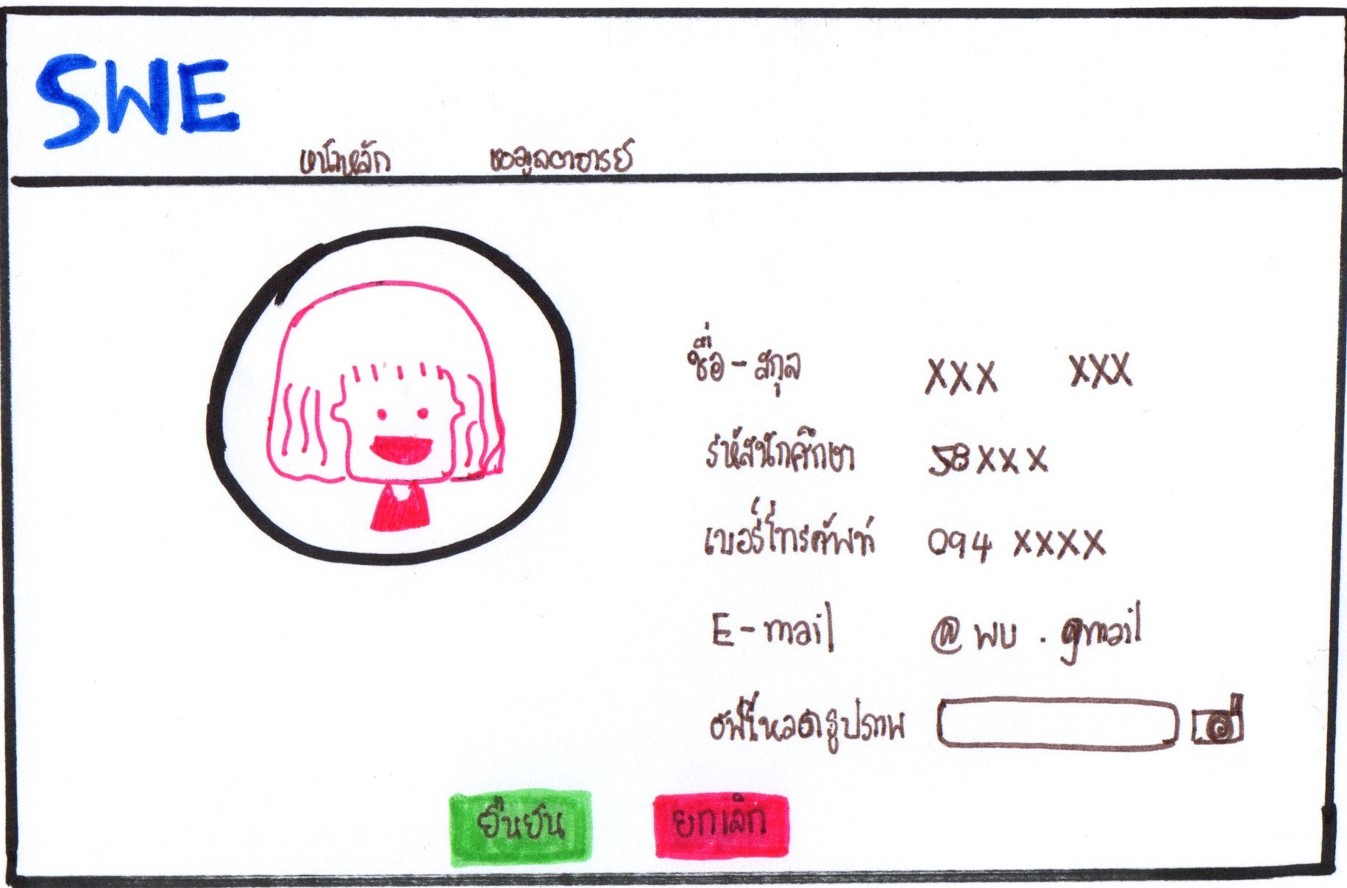 SWE
หน้าหลัก ขอมูลอาจารย์
ชื่อ-สกุล XXX XXX
รหัสนักศึกษา 58XXX
เบอร์โทรศัพท์ 094 XXXX
E-mail @ wu . gmail
อัพโหลดรูปภาพ
ยืนยัน ยกเลิก